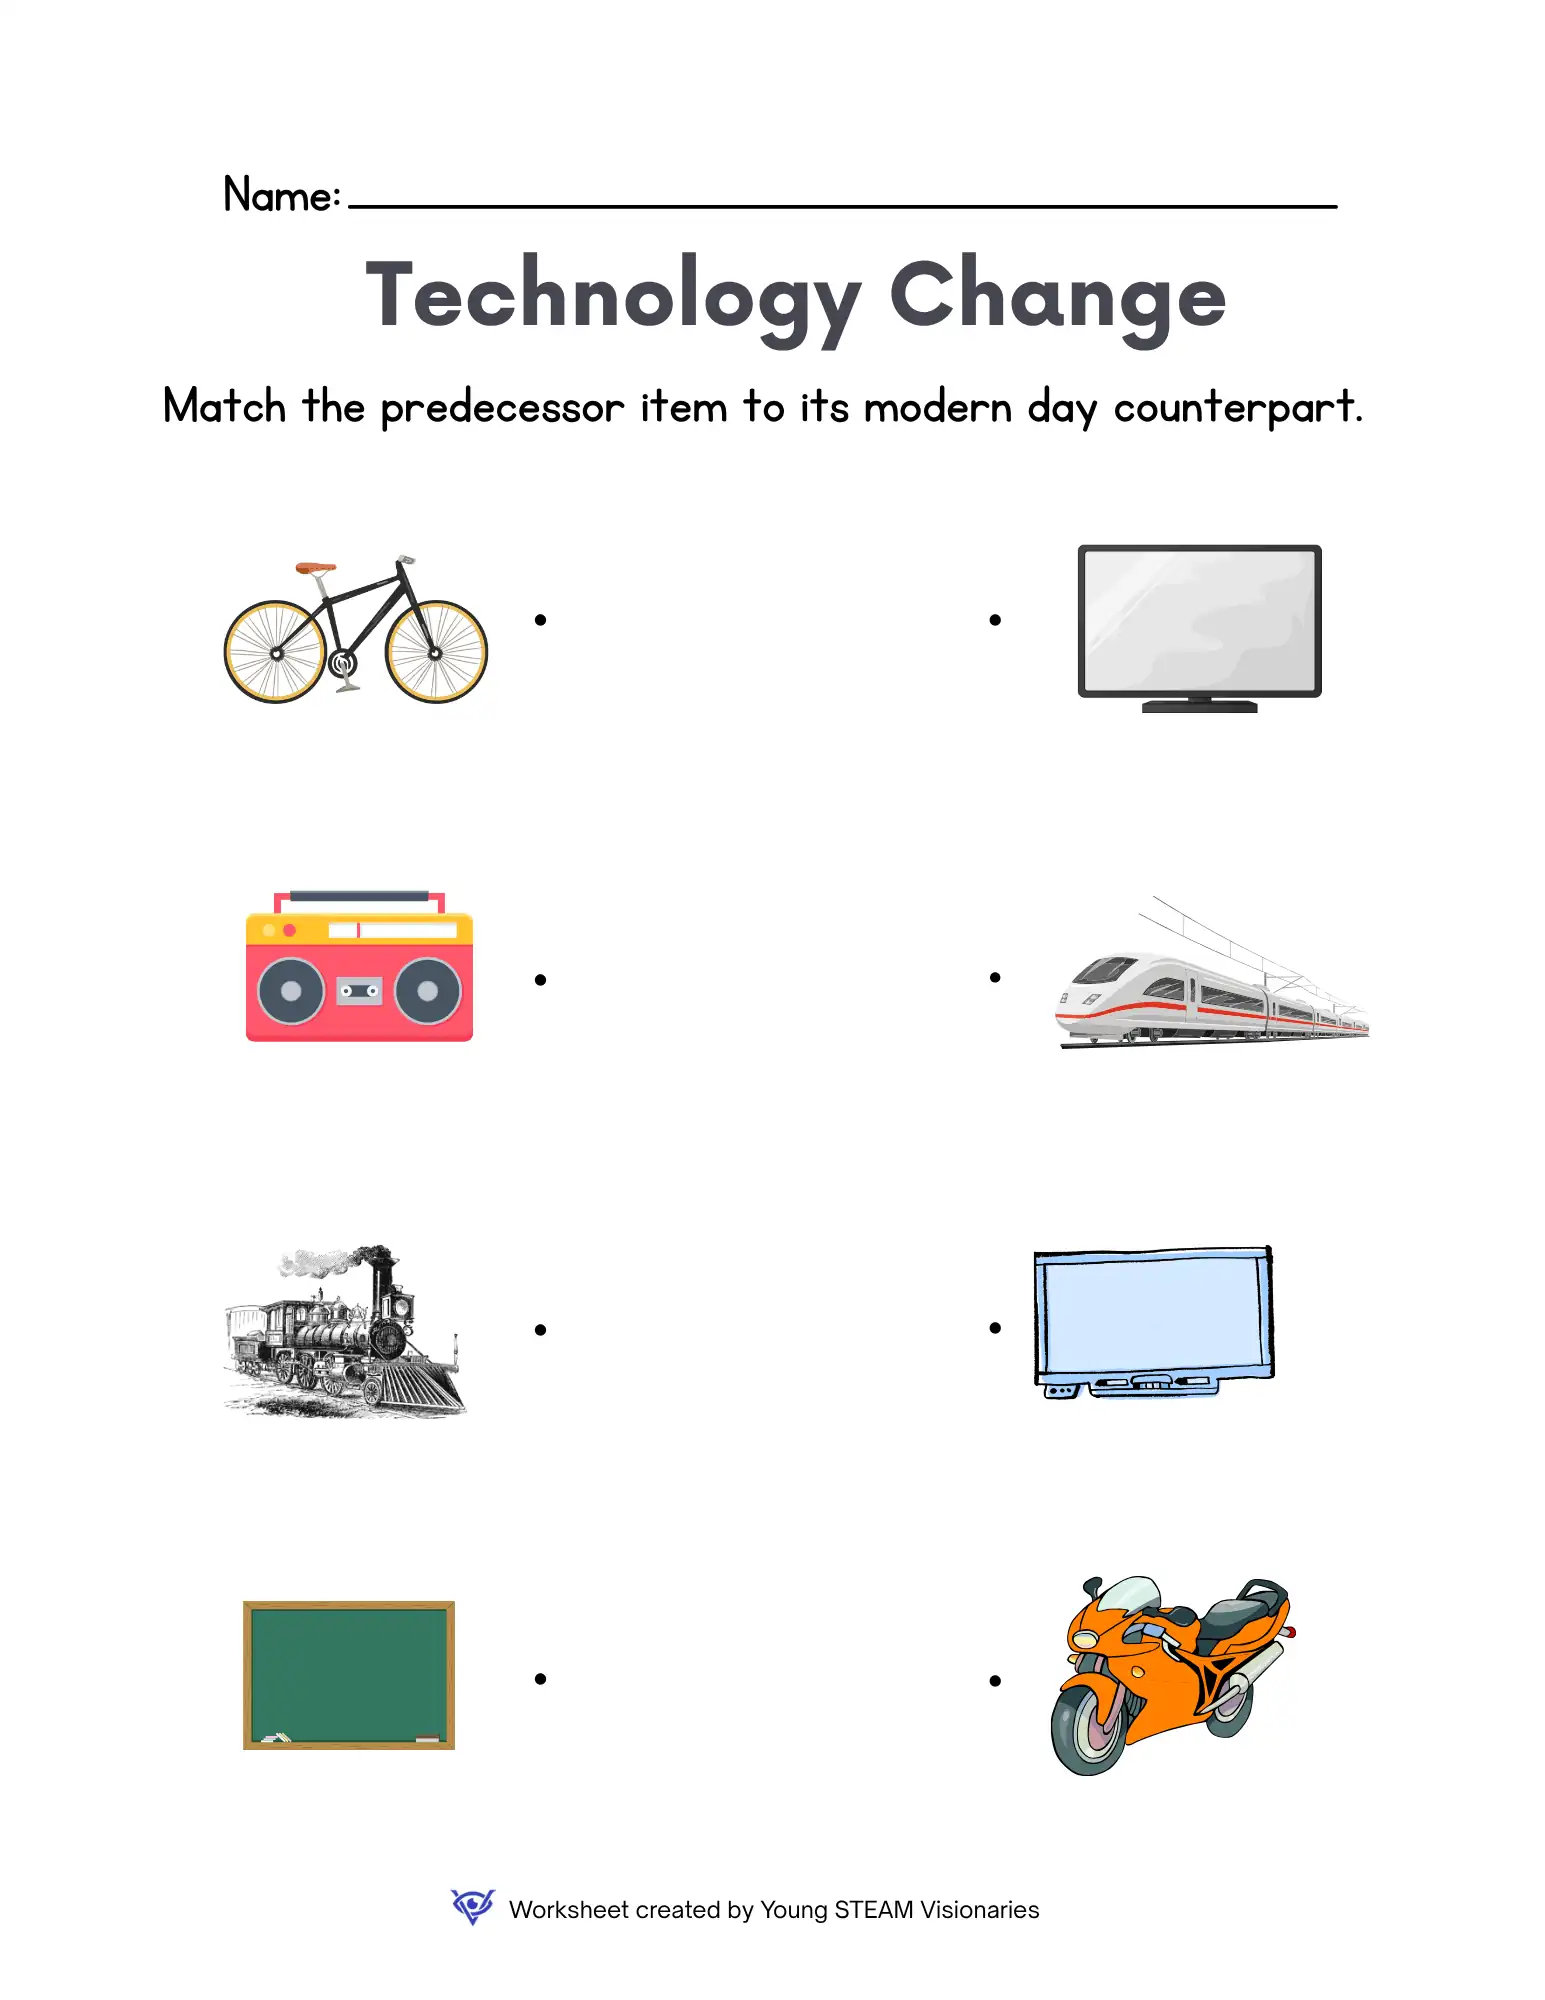 Name:
Technology Change
Match the predecessor item to its modern day counterpart.
Worksheet created by Young STEAM Visionaries